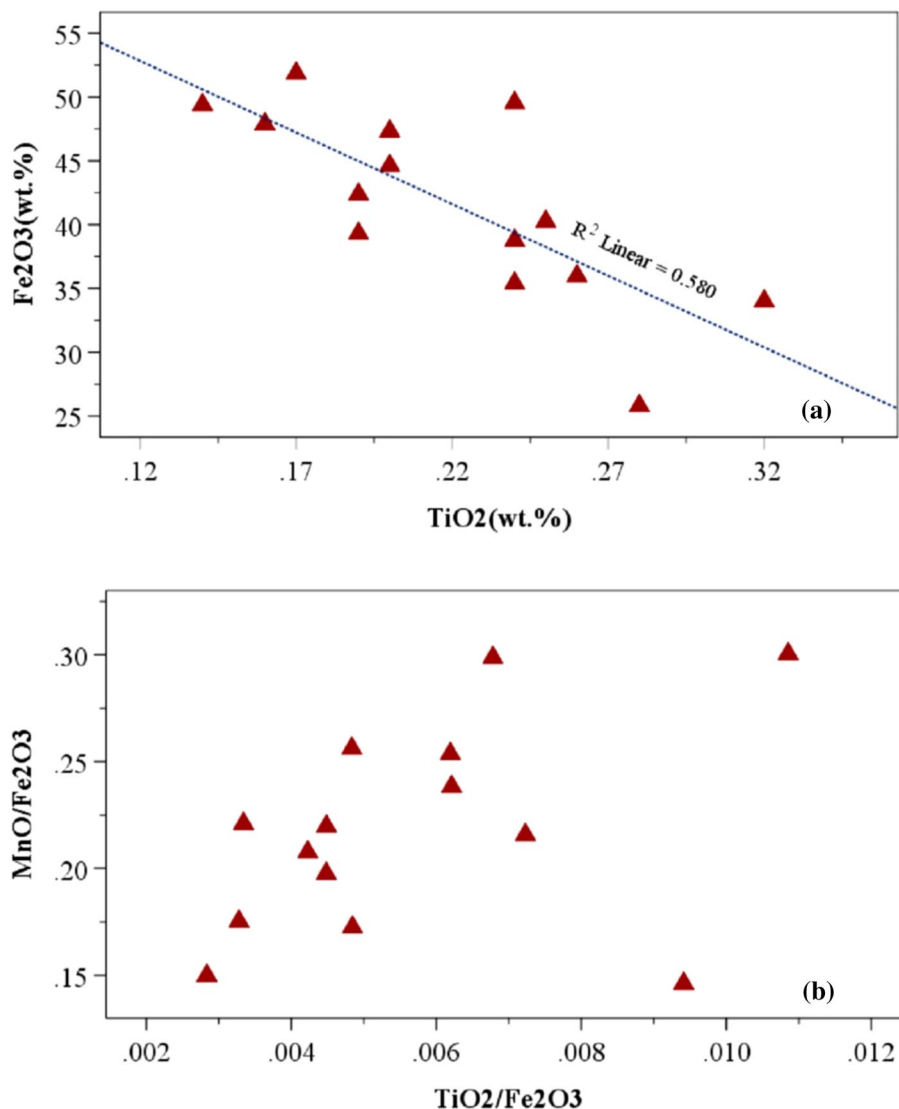 55
50
45
40
35
30
25
Fe2O3(wt.%)
R² Linear = 0.580
(a)
.12 .17 .22 .27 .32
TiO2(wt.%)
.30
.25
.20
.15
MnO/Fe2O3
(b)
.002 .004 .006 .008 .010 .012
TiO2/Fe2O3